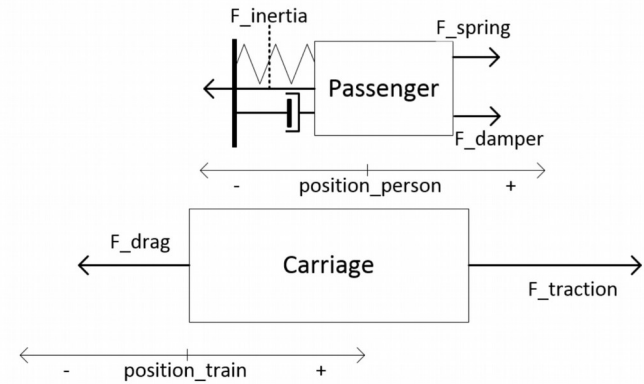 F_inertia
F_spring
Passenger
F_damper
- position_person +
F_drag
Carriage
F_traction
- position_train +